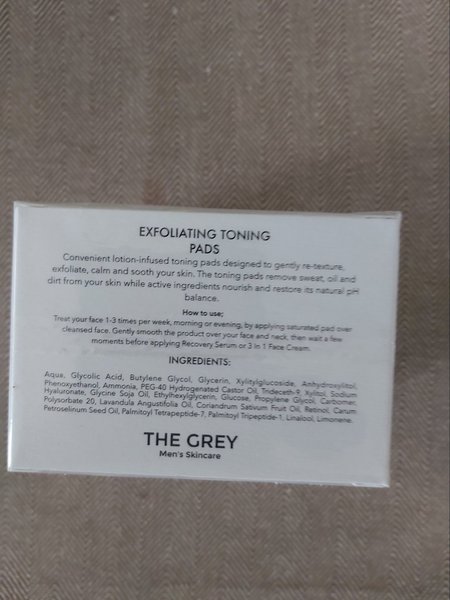 EXFOLIATING TONING
PADS
Convenient lotion-infused toning pads designed to gently re-texture,
exfoliate, calm and sooth your skin. The toning pads remove sweat, oil and
dirt from your skin while active ingredients nourish and restore its natural pH
balance.
How to use:
Treat your face 1-3 times per week, morning or evening, by applying saturated pad over
cleansed face. Gently smooth the product over your face and neck, then wait a few
moments before applying Recovery Serum or 3 in 1 Face Cream.
INGREDIENTS:
Aqua, Glycolic Acid, Butylene Glycol, Glycerin, Xylitylglucoside, Anhydroxylitol,
Phenoxyethanol, Ammonia, PEG-40 Hydrogenated Castor Oil, Trideceth-9, Xylitol, Sodium
Hyaluronate, Glycine Soja Oil, Ethylhexylglycerin, Glucose, Propylene Glycol, Carbomer,
Polysorbate 20, Lavandula Angustifolia Oil, Coriandrum Sativum Fruit Oil, Retinol, Carum
Petroselinum Seed Oil, Palmitoyl Tetrapeptide-7, Palmitoyl Tripeptide-1, Linalool, Limonene.
THE GREY
Men's Skincare